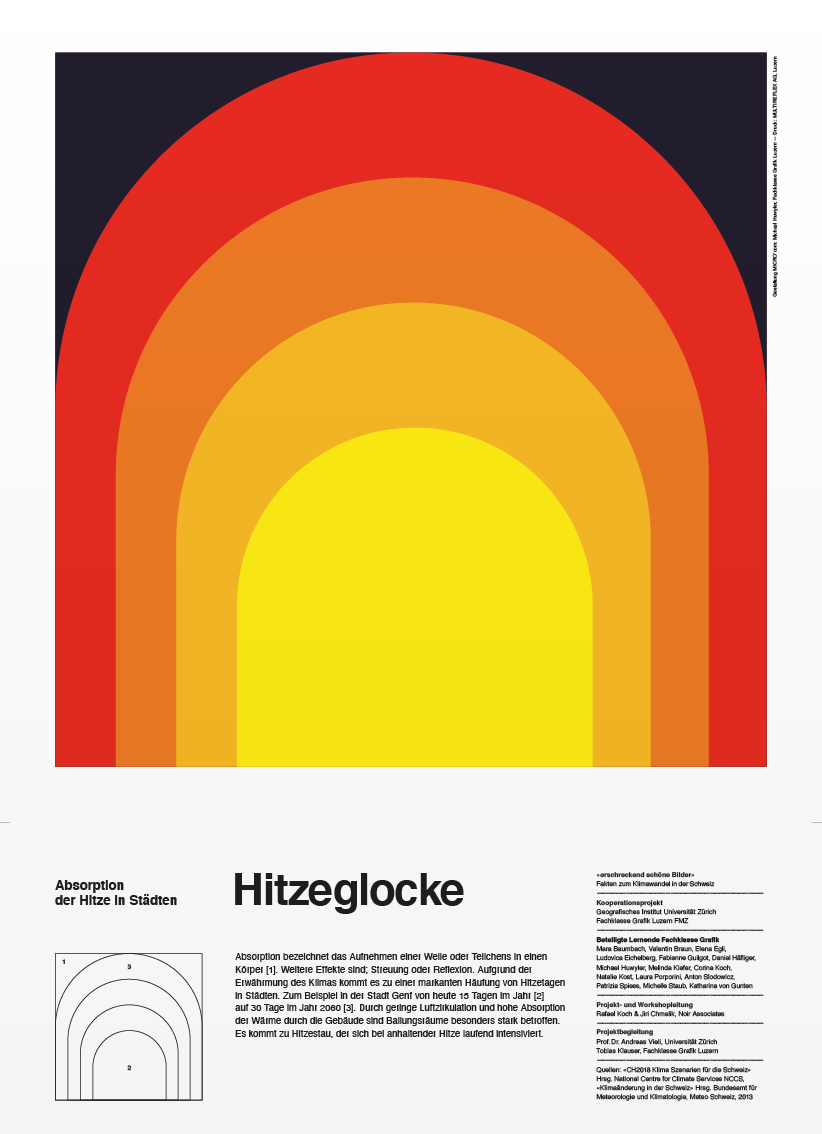 Gestaltung MICRO°com: Michael Huwyler, Fachklasse Grafik Luzern — Druck: MULTIREFLEX AG, Luzern
Absorption
der Hitze in Städten
Hitzeglocke
1
3
2
Absorption bezeichnet das Aufnehmen einer Welle oder Teilchens in einen
Körper [1]. Weitere Effekte sind; Streuung oder Reflexion. Aufgrund der
Erwährmung des Klimas kommt es zu einer markanten Häufung von Hitzetagen
in Städten. Zum Beispiel in der Stadt Genf von heute 15 Tagen im Jahr [2]
auf 30 Tage im Jahr 2060 [3]. Durch geringe Luftzirkulation und hohe Absorption
der Wärme durch die Gebäude sind Ballungsräume besonders stark betroffen.
Es kommt zu Hitzestau, der sich bei anhaltender Hitze laufend intensiviert.
«erschreckend schöne Bilder»
Fakten zum Klimawandel in der Schweiz
Kooperationsprojekt
Geografisches Institut Universität Zürich
Fachklasse Grafik Luzern FMZ
Beteiligte Lernende Fachklasse Grafik
Mara Baumbach, Valentin Braun, Elena Egli,
Ludovica Eichelberg, Fabienne Guilgot, Daniel Häfliger,
Michael Huwyler, Melinda Kiefer, Corina Koch,
Natalie Kost, Laura Porporini, Anton Slodowicz,
Patrizia Spiess, Michelle Staub, Katharina von Gunten
Projekt- und Workshopleitung
Rafael Koch & Jiri Chmelik, Noir Associates
Projektbegleitung
Prof. Dr. Andreas Vieli, Universität Zürich
Tobias Klauser, Fachklasse Grafik Luzern
Quellen: «CH2018 Klima Szenarien für die Schweiz»
Hrsg. National Centre for Climate Services NCCS,
«Klimaänderung in der Schweiz» Hrsg. Bundesamt für
Meteorologie und Klimatologie, Meteo Schweiz, 2013